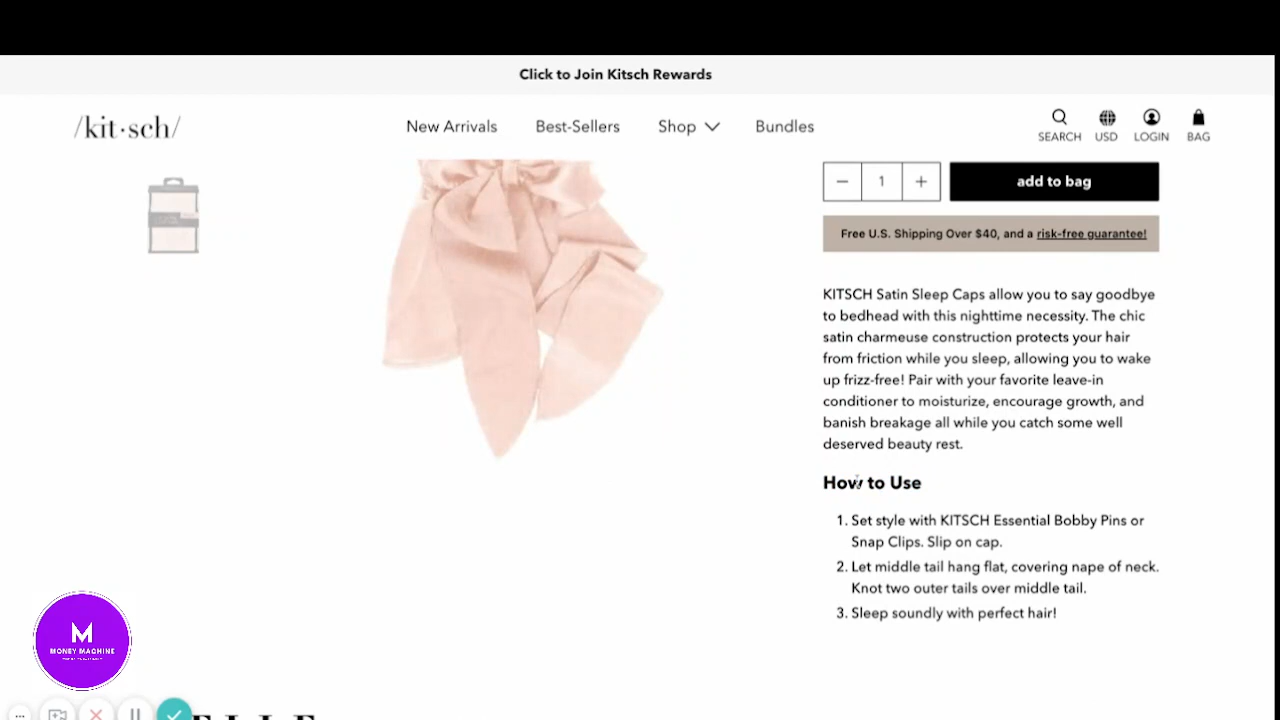 Click to Join Kitsch Rewards
/kit·sch/
New Arrivals
Best-Sellers
Shop
Bundles
SEARCH
USD
LOGIN
BAG
1
add to bag
Free U.S. Shipping Over $40, and a risk-free guarantee!
KITSCH Satin Sleep Caps allow you to say goodbye
to bedhead with this nighttime necessity. The chic
satin charmeuse construction protects your hair
from friction while you sleep, allowing you to wake
up frizz-free! Pair with your favorite leave-in
conditioner to moisturize, encourage growth, and
banish breakage all while you catch some well
deserved beauty rest.
How to Use
1. Set style with KITSCH Essential Bobby Pins or
Snap Clips. Slip on cap.
2. Let middle tail hang flat, covering nape of neck.
Knot two outer tails over middle tail.
3. Sleep soundly with perfect hair!
M
MONEY MACHINE
ELLE